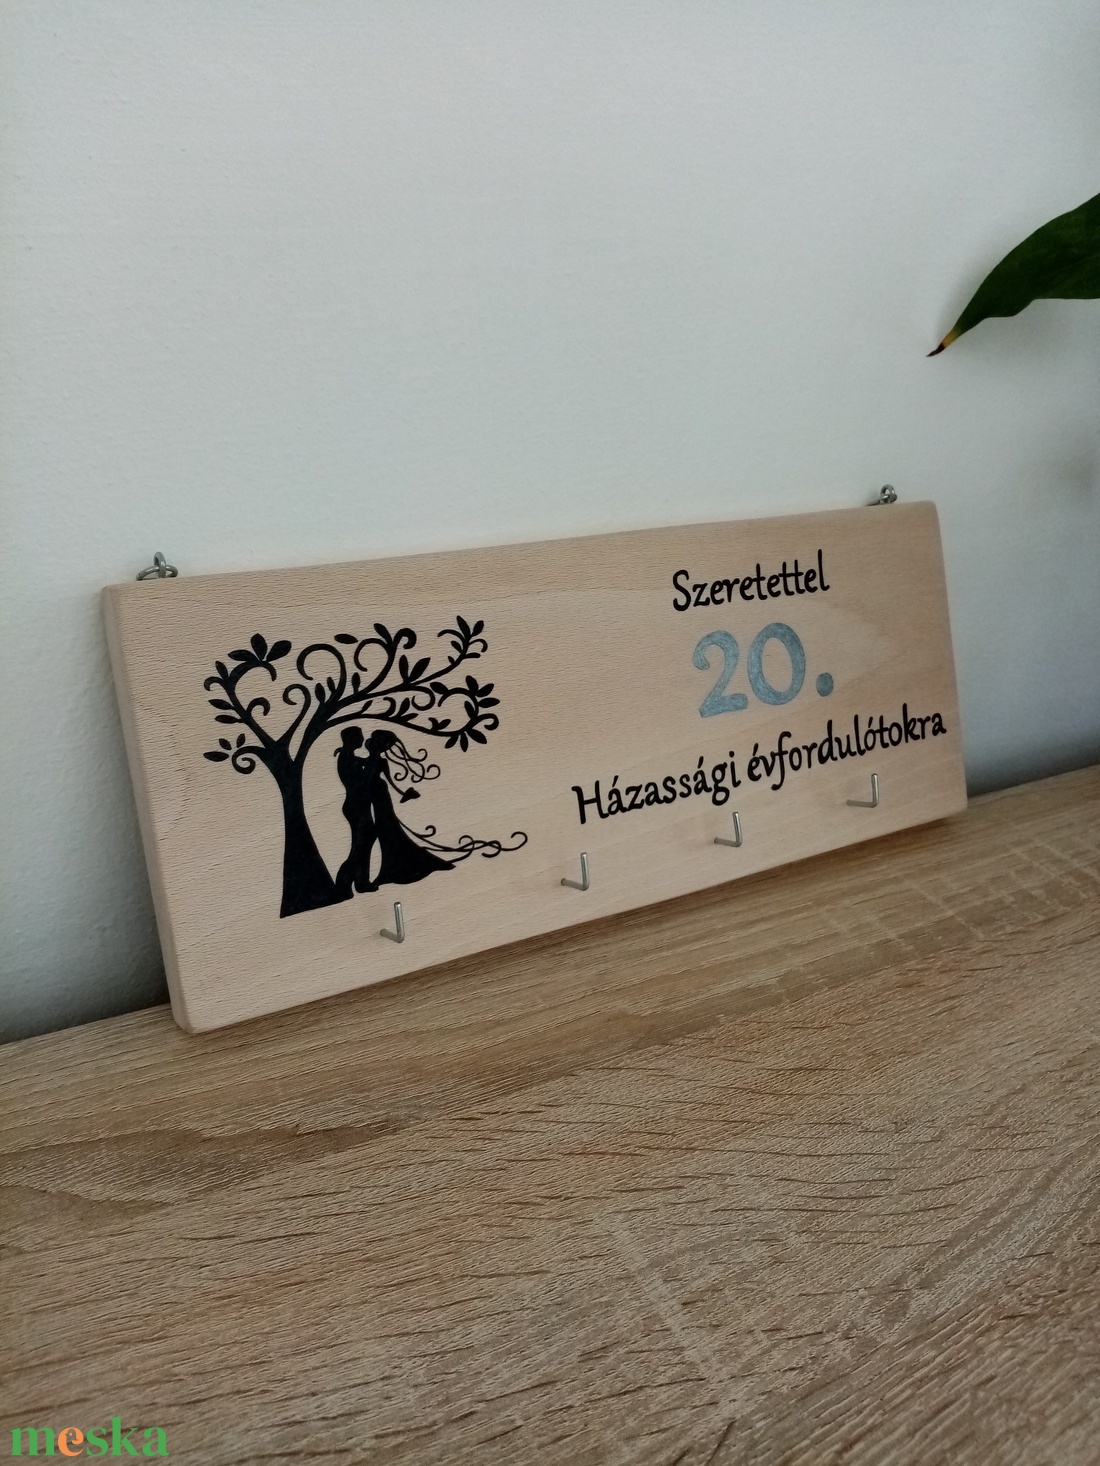 Szeretettel
20.
Házassági évfordulótokra
meska